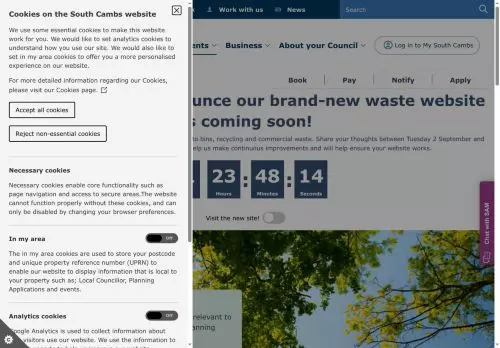 Cookies on the South Cambs website
We use some essential cookies to make this website
work for you. We would like to set analytics cookies to
understand how you use our site. We would also like to
set in my area cookies to offer you a more personalised
experience on our website.
For more detailed information regarding our Cookies,
please visit our Cookies page.
Accept all cookies
Reject non-essential cookies
Necessary cookies
Necessary cookies enable core functionality such as
page navigation and access to secure areas.The website
cannot function properly without these cookies, and can
only be disabled by changing your browser preferences.
In my area
Off
The in my area cookies are used to store your postcode
and unique property reference number (UPRN) to
enable our website to display information that is local to
your property such as; Local Councillor, Planning
Applications and events.
Analytics cookies
Off
Google Analytics is used to collect information about
visitors use our website. We use the information to
Work with us
News
Search
Business
About your Council
Log in to My South Cambs
Book
Pay
Notify
Apply
unce our brand-new waste website
s coming soon!
to bins, recycling and commercial waste. Share your thoughts between Tuesday 2 September and
elp us make continuius improvements and will help ensure your website works.
23 : 48 : 14
Hours
Minutes
Seconds
Visit the new site!
Chat with SAM
relevant to
nning